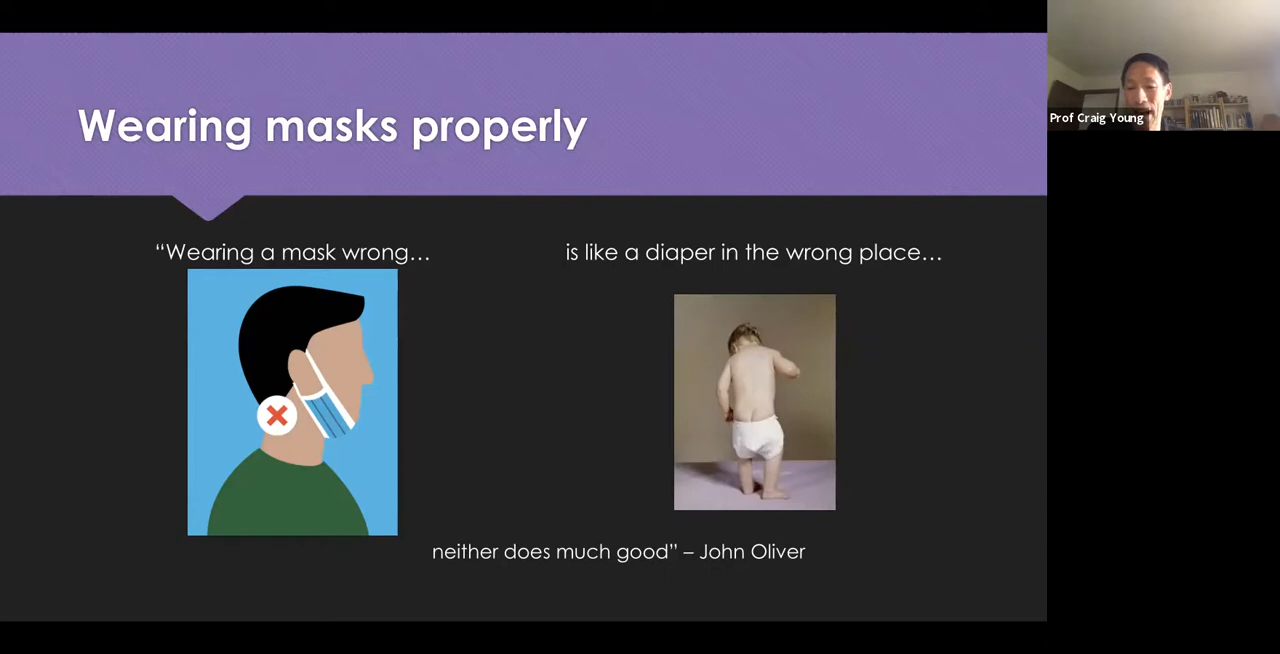 Wearing masks properly
“Wearing a mask wrong…
is like a diaper in the wrong place…
neither does much good” – John Oliver
Prof Craig Young